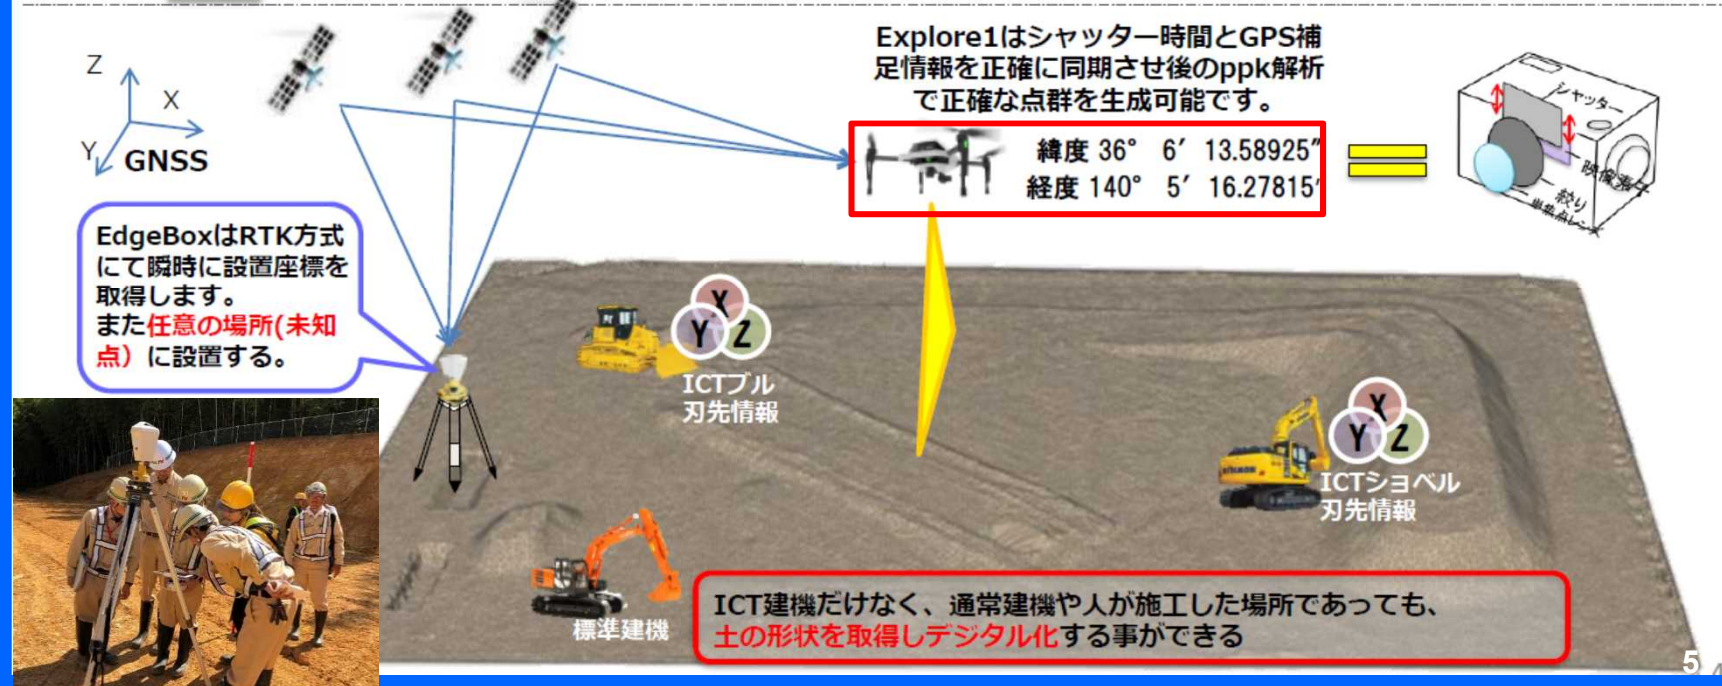 Explore1はシャッター時間とGPS補
足情報を正確に同期させ後のppk解析
で正確な点群を生成可能です。
Z
X
Y
GNSS
緯度 36° 6′ 13.58925″
経度 140° 5′ 16.27815″
シャッター
映像素子
絞り
単焦点レンズ
EdgeBoxはRTK方式
にて瞬時に設置座標を
取得します。
また任意の場所(未知
点）に設置する。
X
Y Z
ICTブル
刃先情報
X
Y Z
ICTショベル
刃先情報
標準建機
ICT建機だけなく、通常建機や人が施工した場所であっても、
土の形状を取得しデジタル化する事ができる
5